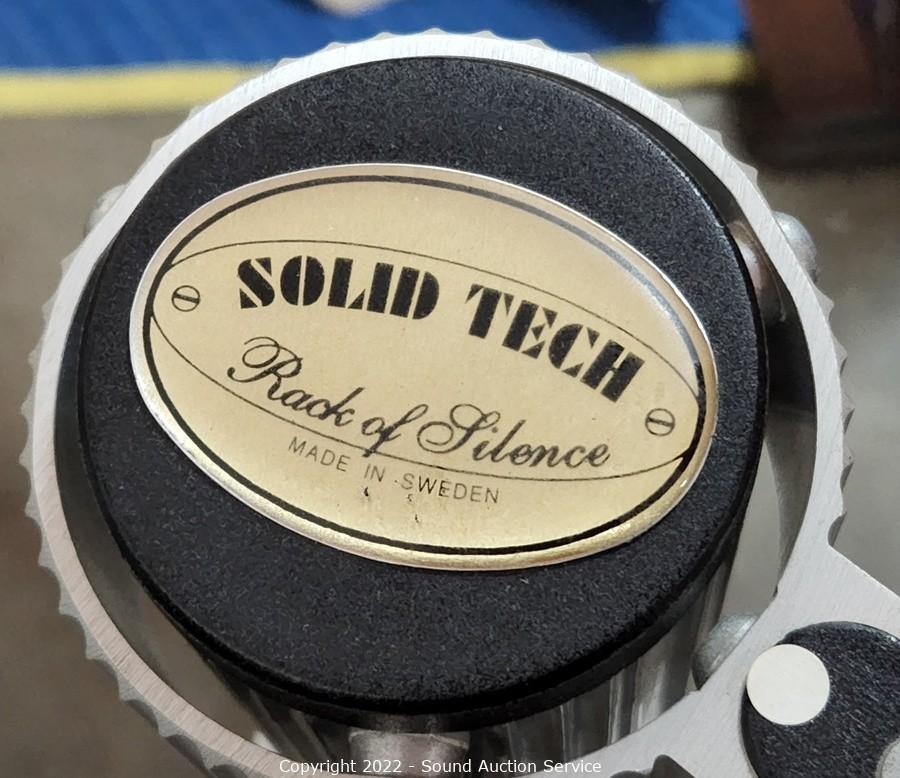 SOLID TECH
Rack of Silence
MADE IN SWEDEN
Copyright 2022 - Sound Auction Service